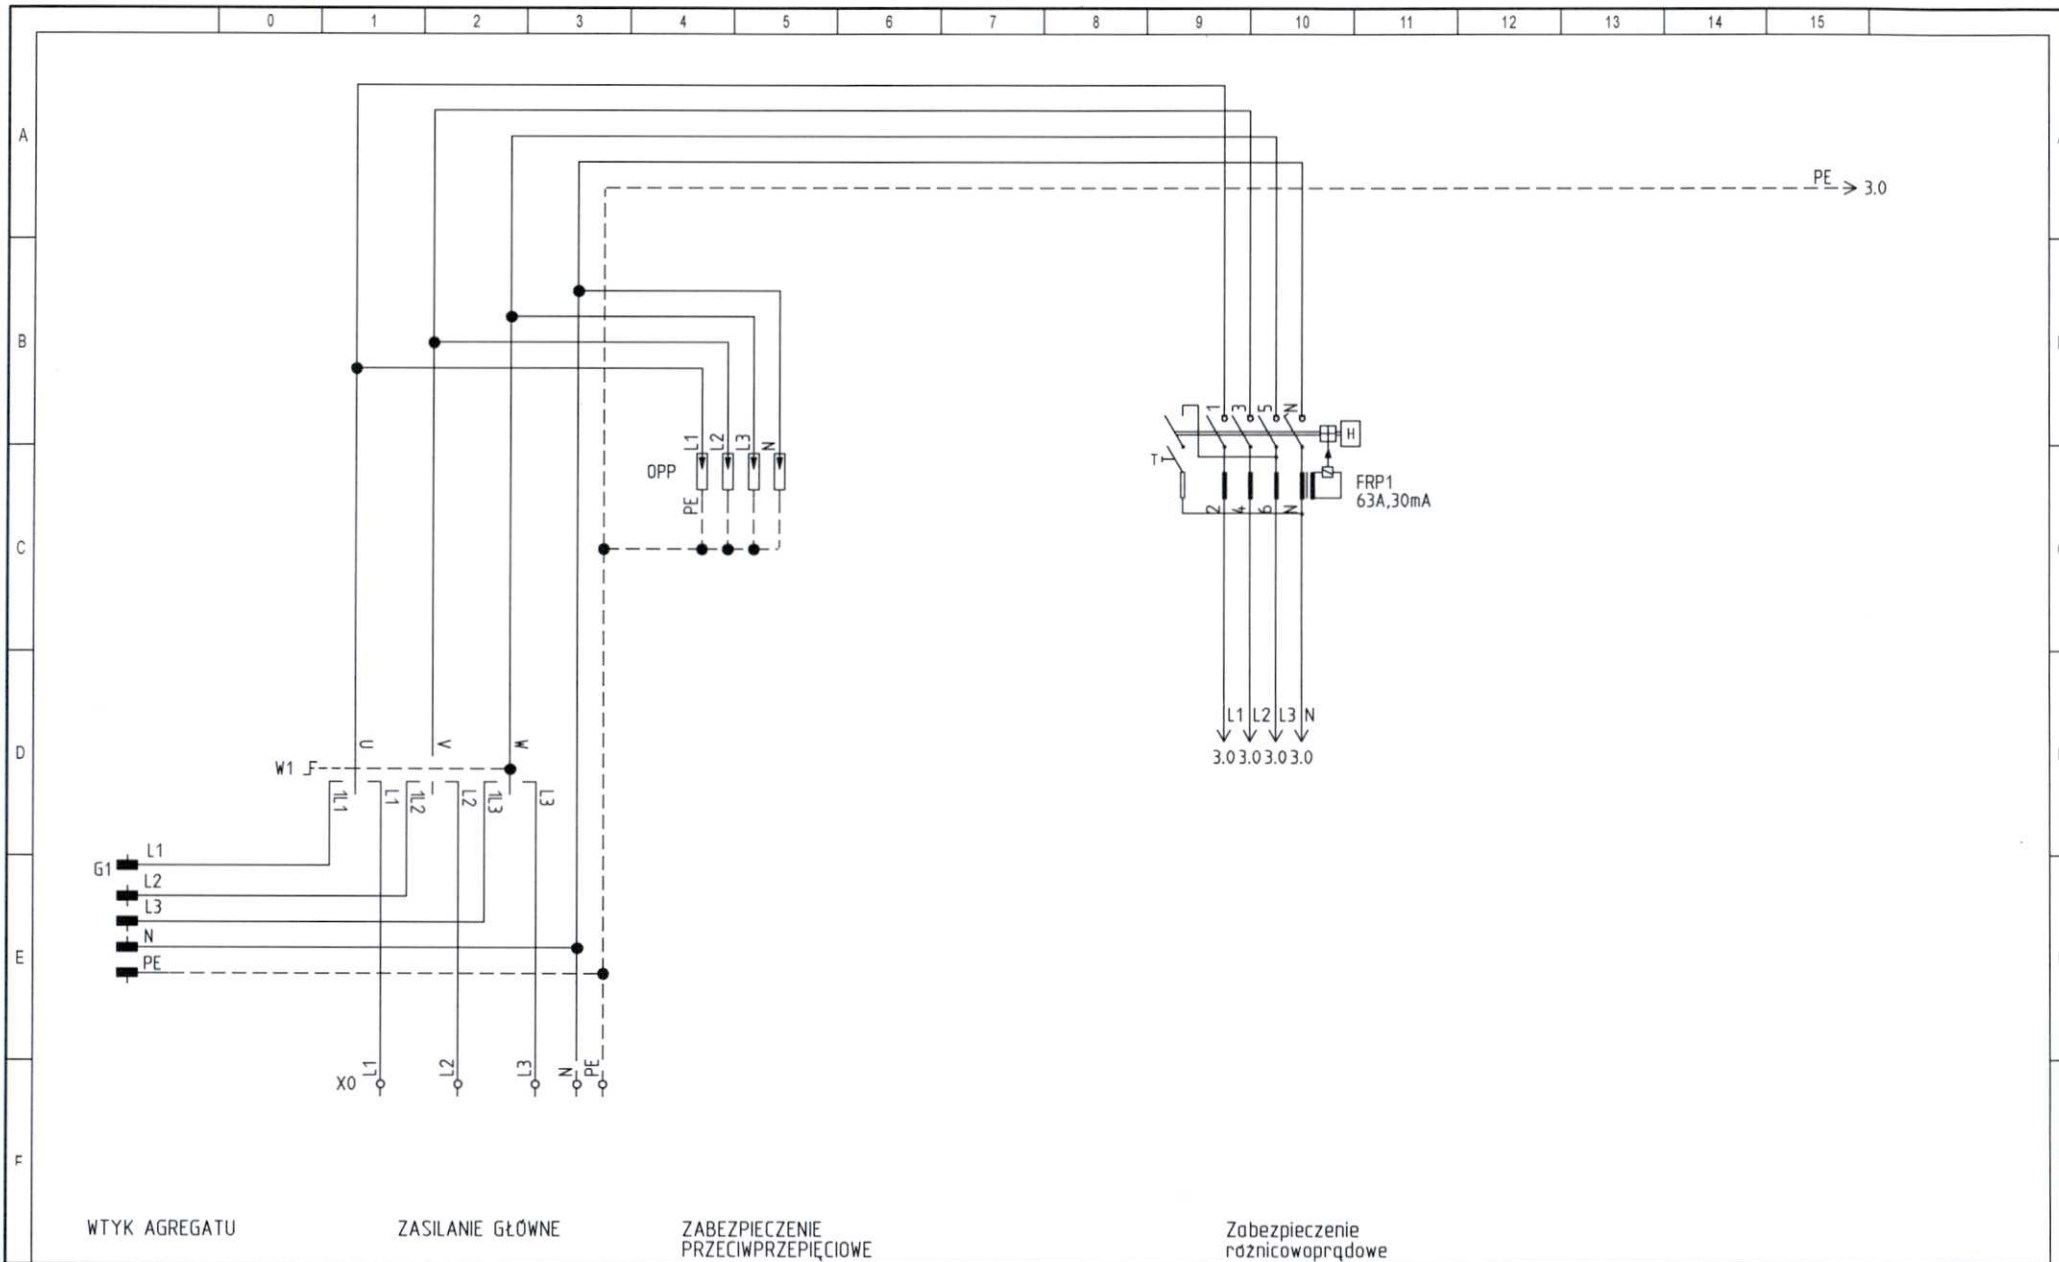 0 1 2 3 4 5 6 7 8 9 10 11 12 13 14 15
A
PE 3.0
B
1 3 5 N
H
L1 L2 L3 N
OPP
T
PE
FRP1
63A,30mA
2 4 6 N
C
L1 L2 L3 N
3.0 3.0 3.0 3.0
U V W
D
W1
1L1 L1 1L2 L2 1L3 L3
G1
L1
L2
L3
N
PE
E
X0 L1 L2 L3 N PE
F
WTYK AGREGATU
ZASILANIE GŁÓWNE
ZABEZPIECZENIE
PRZECIWPRZEPIĘCIOWE
Zabezpieczenie
różnicowoprądowe